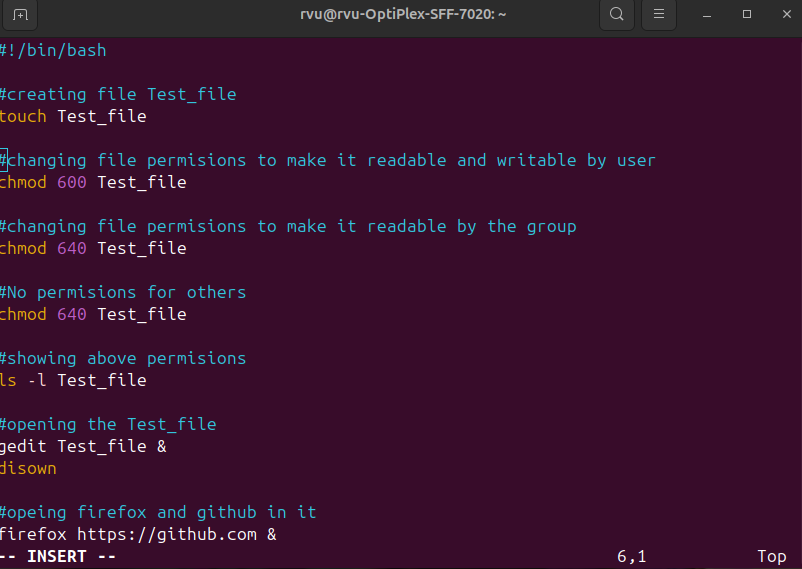 rvu@rvu-OptiPlex-SFF-7020: ~
#!/bin/bash
#creating file Test_file
touch Test_file
#changing file permisions to make it readable and writable by user
chmod 600 Test_file
#changing file permisions to make it readable by the group
chmod 640 Test_file
#No permisions for others
chmod 640 Test_file
#showing above permisions
ls -l Test_file
#opening the Test_file
gedit Test_file &
disown
#opeing firefox and github in it
firefox https://github.com &
-- INSERT -- 6,1 Top